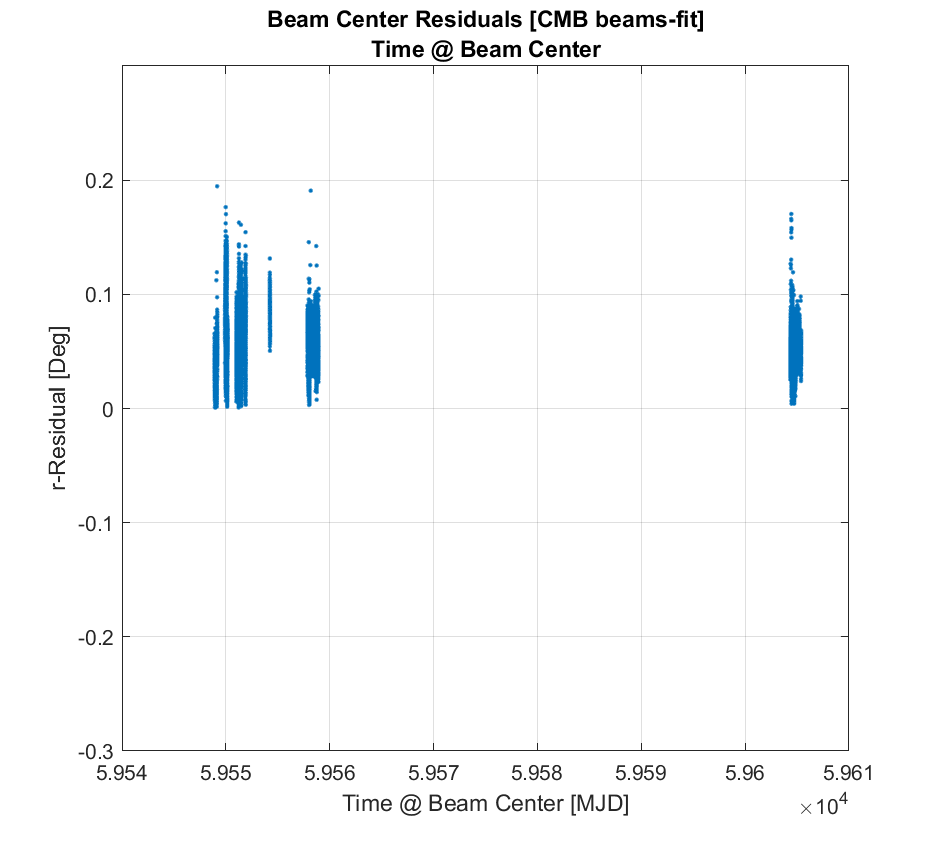 Beam Center Residuals [CMB beams-fit]
Time @ Beam Center
0.2
0.1
0
-0.1
-0.2
-0.3
r-Residual [Deg]
5.954 5.955 5.956 5.957 5.958 5.959 5.96 5.961
Time @ Beam Center [MJD]
×10⁴